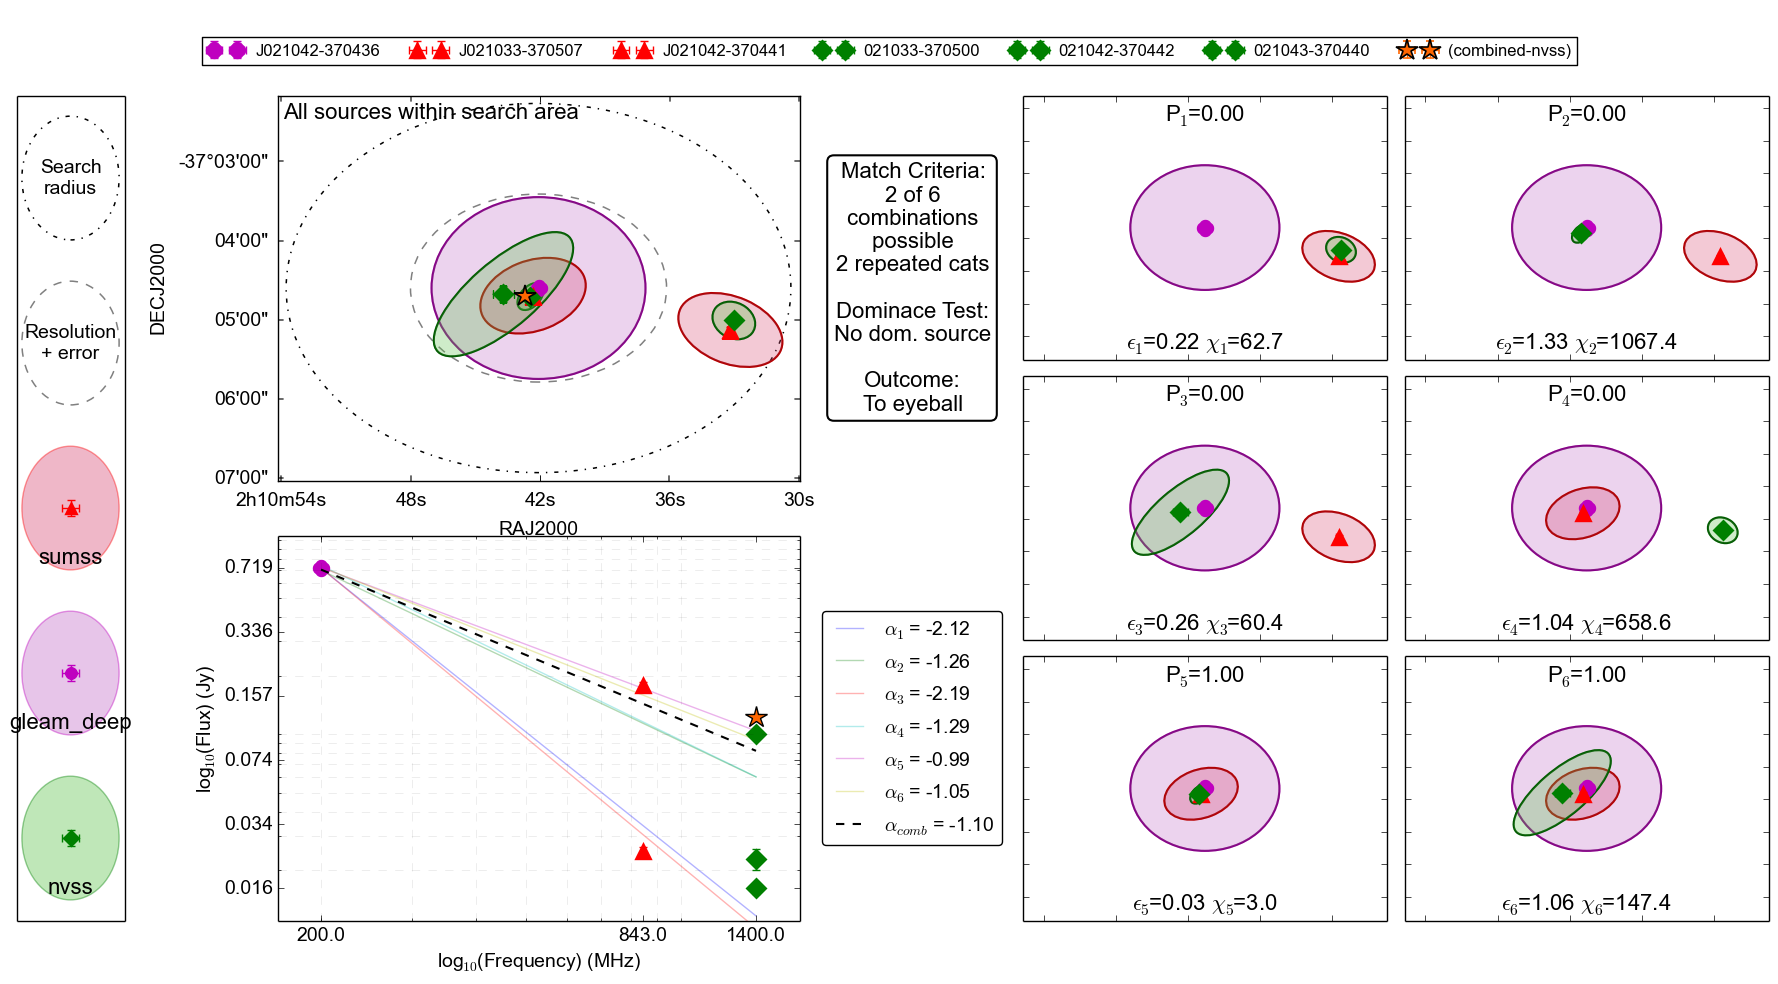 J021042-370436 J021033-370507 J021042-370441 021033-370500 021042-370442 021043-370440 (combined-nvss)
Search
radius
Resolution
+ error
sumss
gleam_deep
nvss
All sources within search area
DECJ2000
-37°03'00"
04'00"
05'00"
06'00"
07'00"
2h10m54s 48s 42s 36s 30s
RAJ2000
Match Criteria:
2 of 6
combinations
possible
2 repeated cats
Dominace Test:
No dom. source
Outcome:
To eyeball
log₁₀(Flux) (Jy)
0.719
0.336
0.157
0.074
0.034
0.016
200.0 843.0 1400.0
log₁₀(Frequency) (MHz)
α₁ = -2.12
α₂ = -1.26
α₃ = -2.19
α₄ = -1.29
α₅ = -0.99
α₆ = -1.05
α_comb = -1.10
P₁=0.00
ϵ₁=0.22 χ₁=62.7
P₂=0.00
ϵ₂=1.33 χ₂=1067.4
P₃=0.00
ϵ₃=0.26 χ₃=60.4
P₄=0.00
ϵ₄=1.04 χ₄=658.6
P₅=1.00
ϵ₅=0.03 χ₅=3.0
P₆=1.00
ϵ₆=1.06 χ₆=147.4